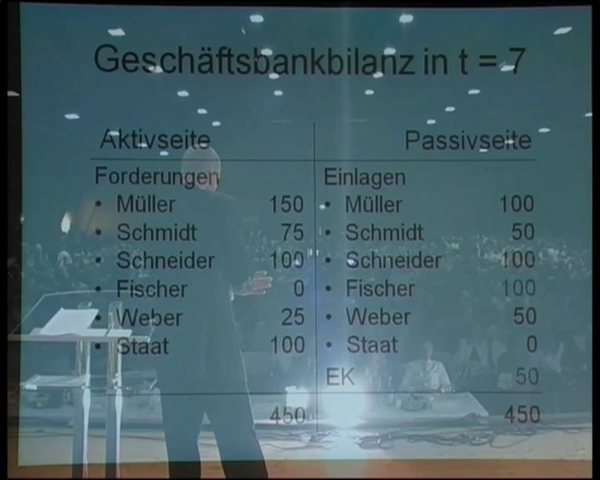 Geschäftsbankbilanz in t = 7
Aktivseite Passivseite
Forderungen Einlagen
• Müller 150 • Müller 100
• Schmidt 75 • Schmidt 50
• Schneider 100 • Schneider 100
• Fischer 0 • Fischer 100
• Weber 25 • Weber 50
• Staat 100 • Staat 0
EK 50
450 450